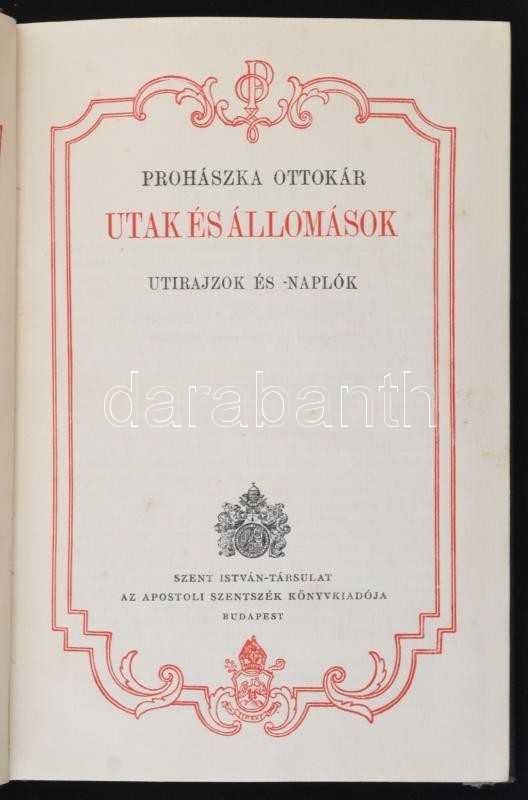 PROHÁSZKA OTTOKÁR
UTAK ÉS ÁLLOMÁSOK
UTIRAJZOK ÉS -NAPLÓK
darabanth
SZENT ISTVÁN-TÁRSULAT
AZ APOSTOLI SZENTSZÉK KÖNYVKIADÓJA
BUDAPEST